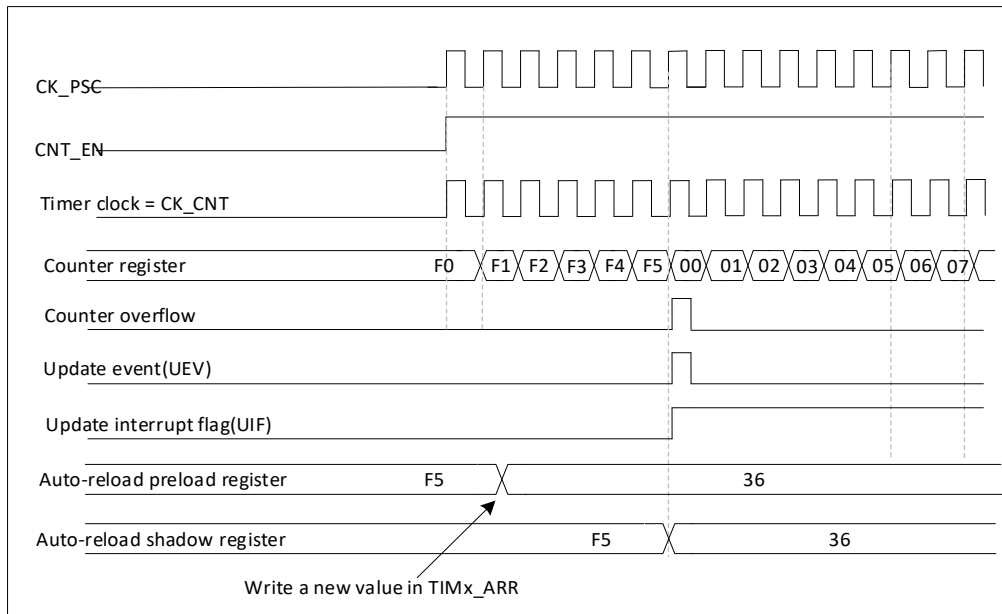 CK_PSC
CNT_EN
Timer clock = CK_CNT
Counter register F0 F1 F2 F3 F4 F5 00 01 02 03 04 05 06 07
Counter overflow
Update event(UEV)
Update interrupt flag(UIF)
Auto-reload preload register F5 36
Auto-reload shadow register F5 36
Write a new value in TIMx_ARR